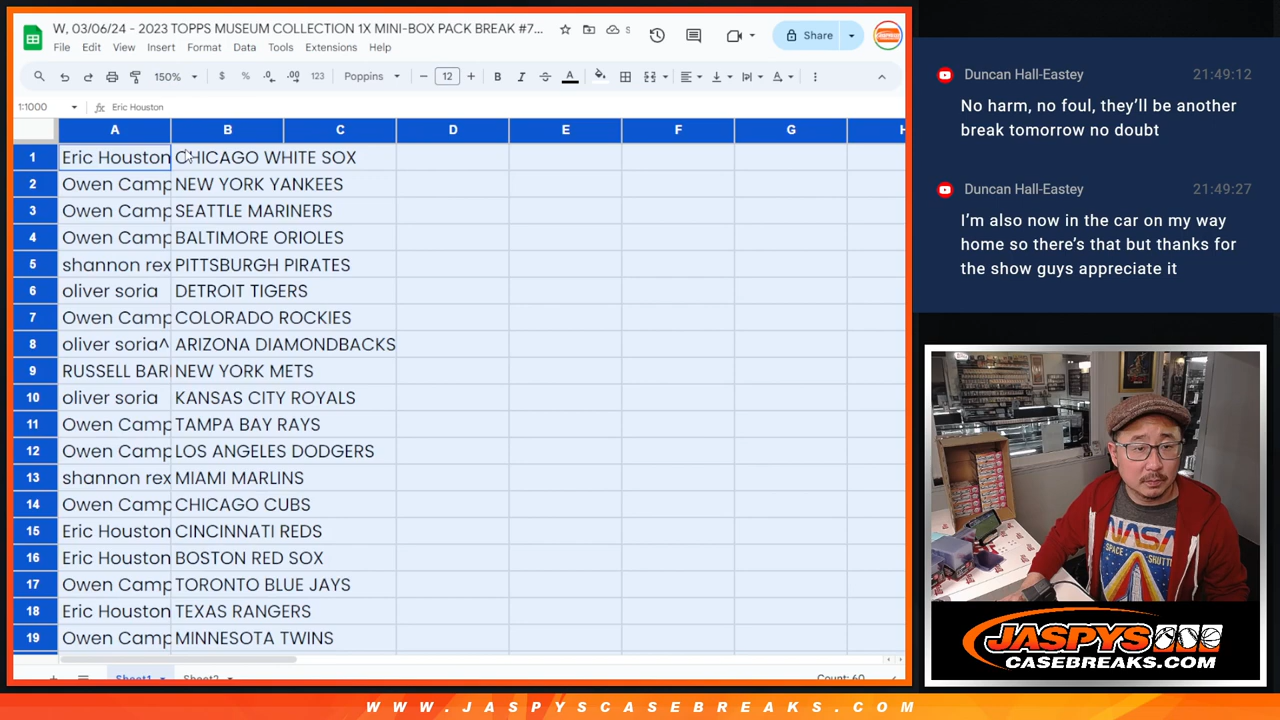 W, 03/06/24 - 2023 TOPPS MUSEUM COLLECTION 1X MINI-BOX PACK BREAK #7...
File Edit View Insert Format Data Tools Extensions Help
Share
150% $ % .0 .00 123 Poppins 12 B I A
1:1000 fx Eric Houston
A B C D E F G H
1 Eric Houston CHICAGO WHITE SOX
2 Owen Camp NEW YORK YANKEES
3 Owen Camp SEATTLE MARINERS
4 Owen Camp BALTIMORE ORIOLES
5 shannon rex PITTSBURGH PIRATES
6 oliver soria DETROIT TIGERS
7 Owen Camp COLORADO ROCKIES
8 oliver soria^ ARIZONA DIAMONDBACKS
9 RUSSELL BAR NEW YORK METS
10 oliver soria KANSAS CITY ROYALS
11 Owen Camp TAMPA BAY RAYS
12 Owen Camp LOS ANGELES DODGERS
13 shannon rex MIAMI MARLINS
14 Owen Camp CHICAGO CUBS
15 Eric Houston CINCINNATI REDS
16 Eric Houston BOSTON RED SOX
17 Owen Camp TORONTO BLUE JAYS
18 Eric Houston TEXAS RANGERS
19 Owen Camp MINNESOTA TWINS
Sheet1 Sheet2 Count: 60
Duncan Hall-Eastey 21:49:12
No harm, no foul, they'll be another
break tomorrow no doubt
Duncan Hall-Eastey 21:49:27
I'm also now in the car on my way
home so there's that but thanks for
the show guys appreciate it
NASA
SPACE SHUTT
JASPYS
CASEBREAKS.COM
WWW.JASPYSCASEBREAKS.COM